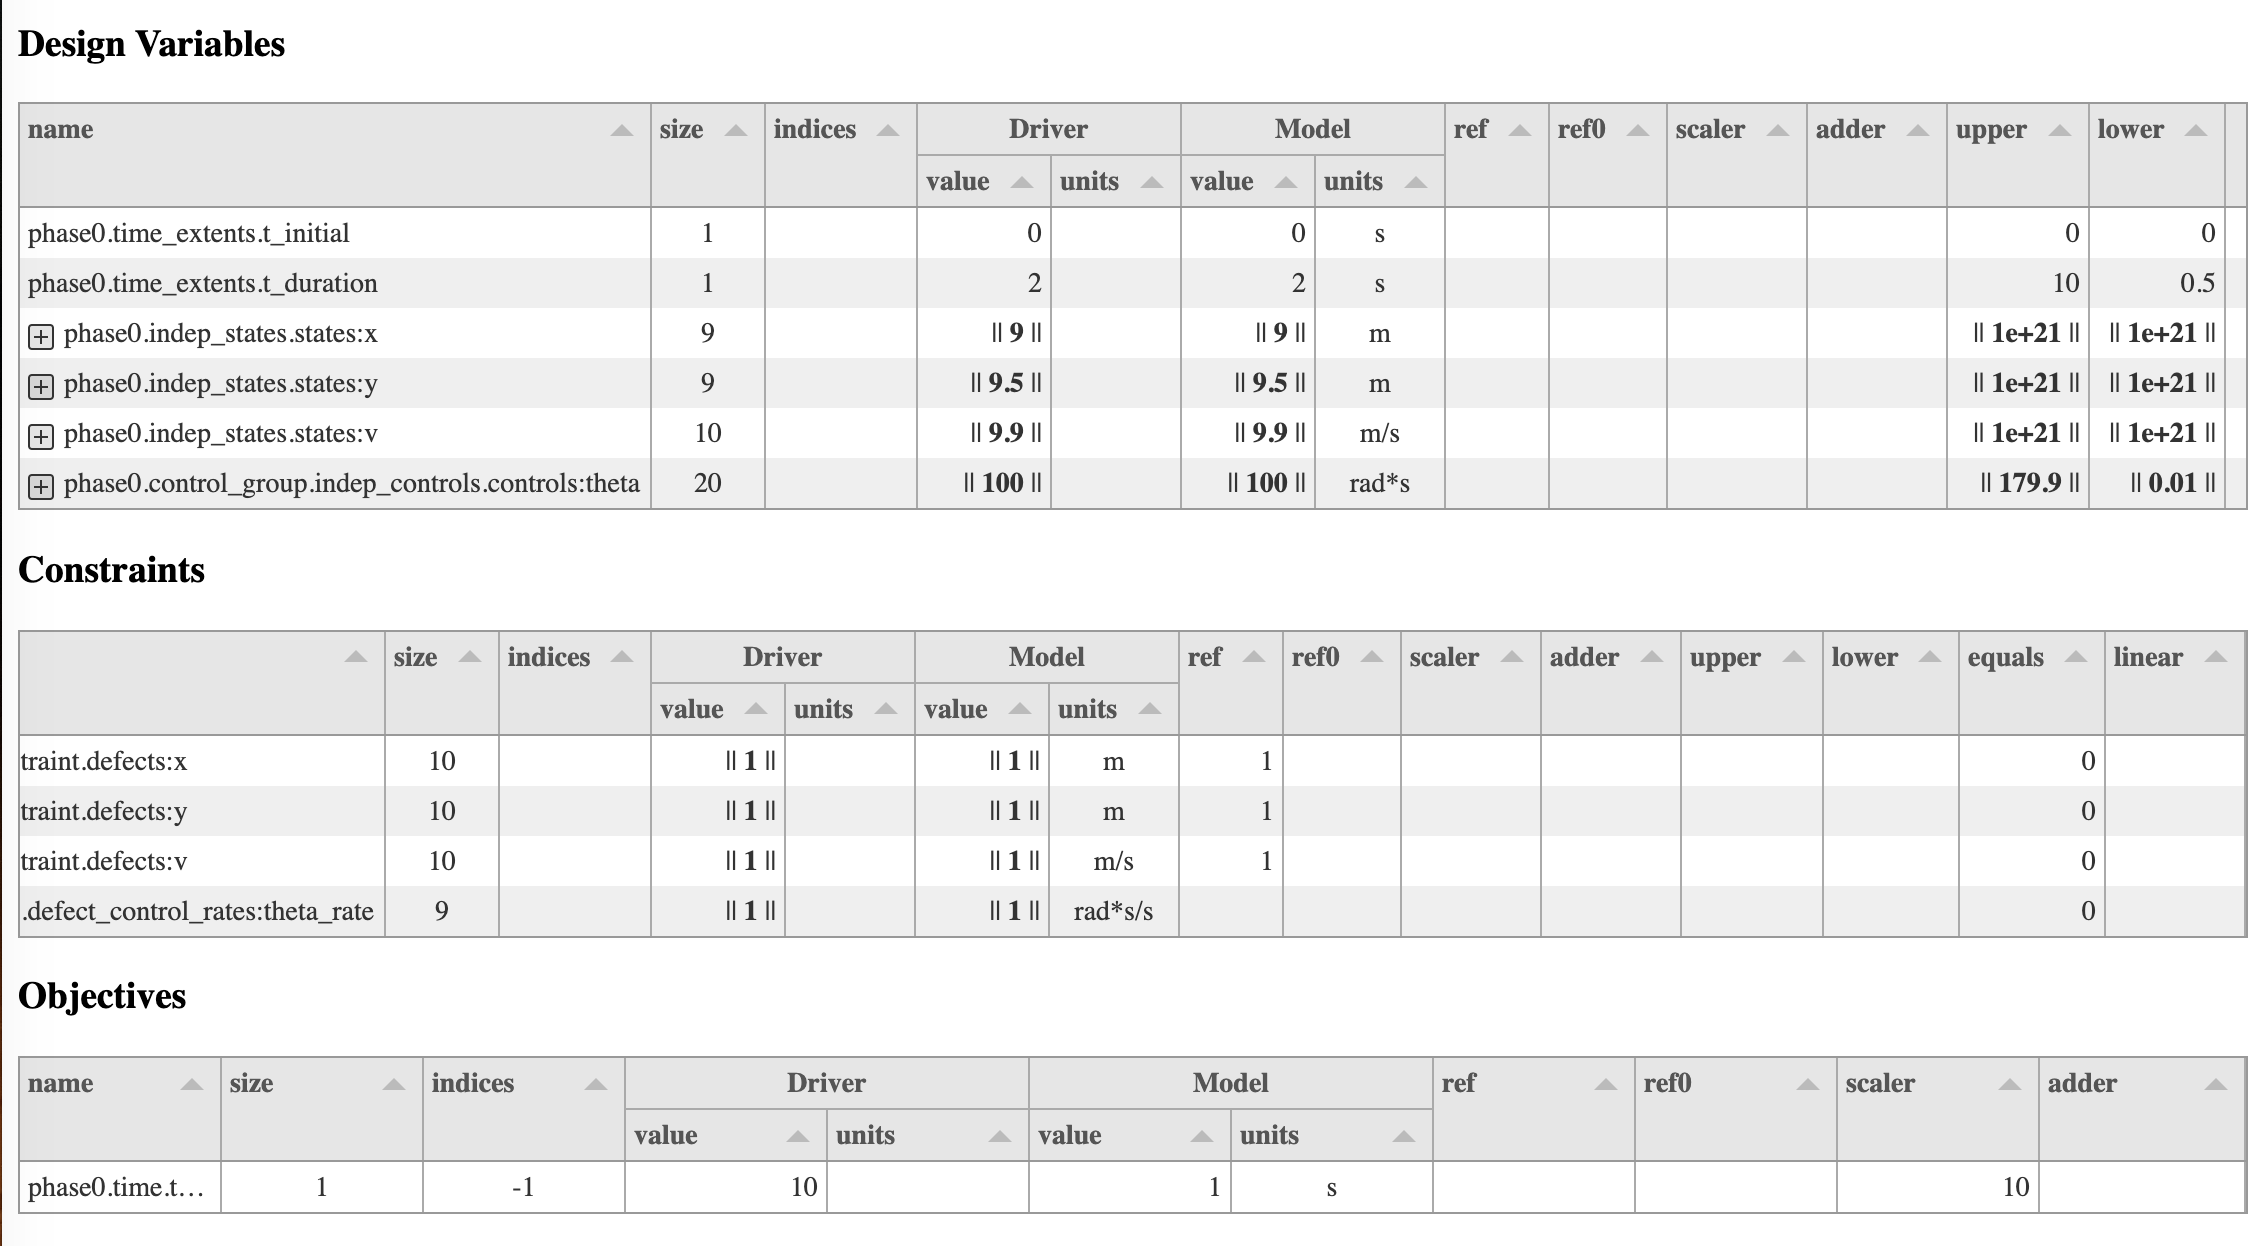 Design Variables
name size indices Driver Model ref ref0 scaler adder upper lower
value units value units
phase0.time_extents.t_initial 1 0 0 s 0 0
phase0.time_extents.t_duration 1 2 2 s 10 0.5
phase0.indep_states.states:x 9 || 9 || || 9 || m || 1e+21 || || 1e+21 ||
phase0.indep_states.states:y 9 || 9.5 || || 9.5 || m || 1e+21 || || 1e+21 ||
phase0.indep_states.states:v 10 || 9.9 || || 9.9 || m/s || 1e+21 || || 1e+21 ||
phase0.control_group.indep_controls.controls:theta 20 || 100 || || 100 || rad*s || 179.9 || || 0.01 ||
Constraints
size indices Driver Model ref ref0 scaler adder upper lower equals linear
value units value units
traint.defects:x 10 || 1 || || 1 || m 1 0
traint.defects:y 10 || 1 || || 1 || m 1 0
traint.defects:v 10 || 1 || || 1 || m/s 1 0
.defect_control_rates:theta_rate 9 || 1 || || 1 || rad*s/s 0
Objectives
name size indices Driver Model ref ref0 scaler adder
value units value units
phase0.time.t... 1 -1 10 1 s 10